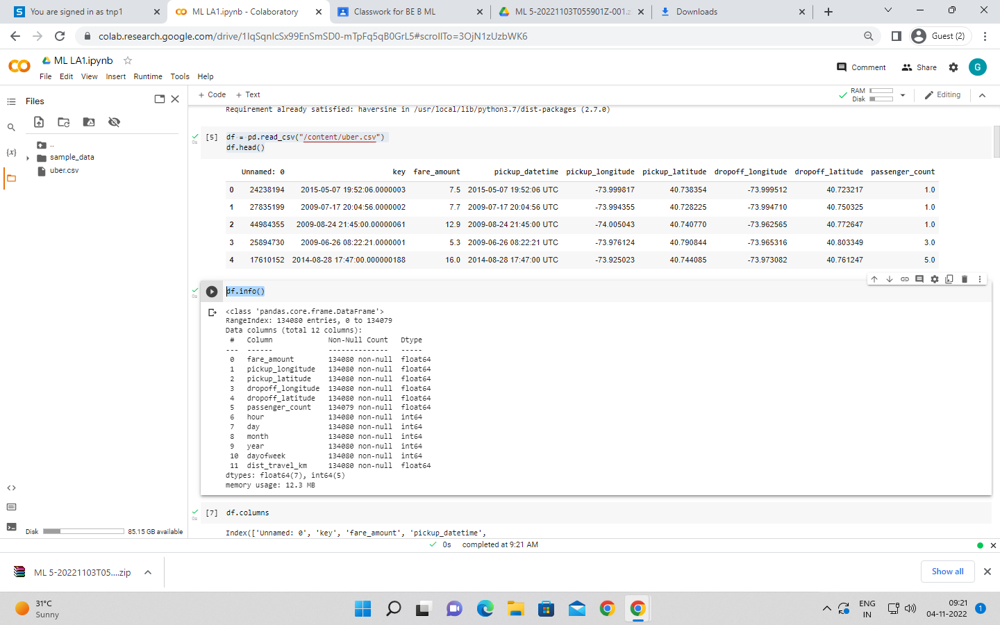 You are signed in as tnp1
ML LA1.ipynb - Colaboratory
Classwork for BE B ML
ML 5-20221103T055901Z-001.z
Downloads
colab.research.google.com/drive/1IqSqnIcSx99EnSmSD0-mTpFq5qB0GrL5#scrollTo=3OjN1zUzbWK6
Guest (2)
ML LA1.ipynb
File Edit View Insert Runtime Tools Help
Comment
Share
G
Files
+ Code + Text
RAM
Disk
Editing
..
sample_data
uber.csv
Requirement already satisfied: haversine in /usr/local/lib/python3.7/dist-packages (2.7.0)
0s
[5] df = pd.read_csv("/content/uber.csv")
df.head()
Unnamed: 0 key fare_amount pickup_datetime pickup_longitude pickup_latitude dropoff_longitude dropoff_latitude passenger_count
0 24238194 2015-05-07 19:52:06.0000003 7.5 2015-05-07 19:52:06 UTC -73.999817 40.738354 -73.999512 40.723217 1.0
1 27835199 2009-07-17 20:04:56.0000002 7.7 2009-07-17 20:04:56 UTC -73.994355 40.728225 -73.994710 40.750325 1.0
2 44984355 2009-08-24 21:45:00.00000061 12.9 2009-08-24 21:45:00 UTC -74.005043 40.740770 -73.962565 40.772647 1.0
3 25894730 2009-06-26 08:22:21.0000001 5.3 2009-06-26 08:22:21 UTC -73.976124 40.790844 -73.965316 40.803349 3.0
4 17610152 2014-08-28 17:47:00.000000188 16.0 2014-08-28 17:47:00 UTC -73.925023 40.744085 -73.973082 40.761247 5.0
0s
df.info()
<class 'pandas.core.frame.DataFrame'>
RangeIndex: 134080 entries, 0 to 134079
Data columns (total 12 columns):
# Column Non-Null Count Dtype
--- ------ -------------- -----
0 fare_amount 134080 non-null float64
1 pickup_longitude 134080 non-null float64
2 pickup_latitude 134080 non-null float64
3 dropoff_longitude 134080 non-null float64
4 dropoff_latitude 134080 non-null float64
5 passenger_count 134079 non-null float64
6 hour 134080 non-null int64
7 day 134080 non-null int64
8 month 134080 non-null int64
9 year 134080 non-null int64
10 dayofweek 134080 non-null int64
11 dist_travel_km 134080 non-null float64
dtypes: float64(7), int64(5)
memory usage: 12.3 MB
0s
[7] df.columns
Index(['Unnamed: 0', 'key', 'fare_amount', 'pickup_datetime',
Disk
85.15 GB available
0s completed at 9:21 AM
ML 5-20221103T05....zip
Show all
31°C
Sunny
ENG
IN
09:21
04-11-2022
1